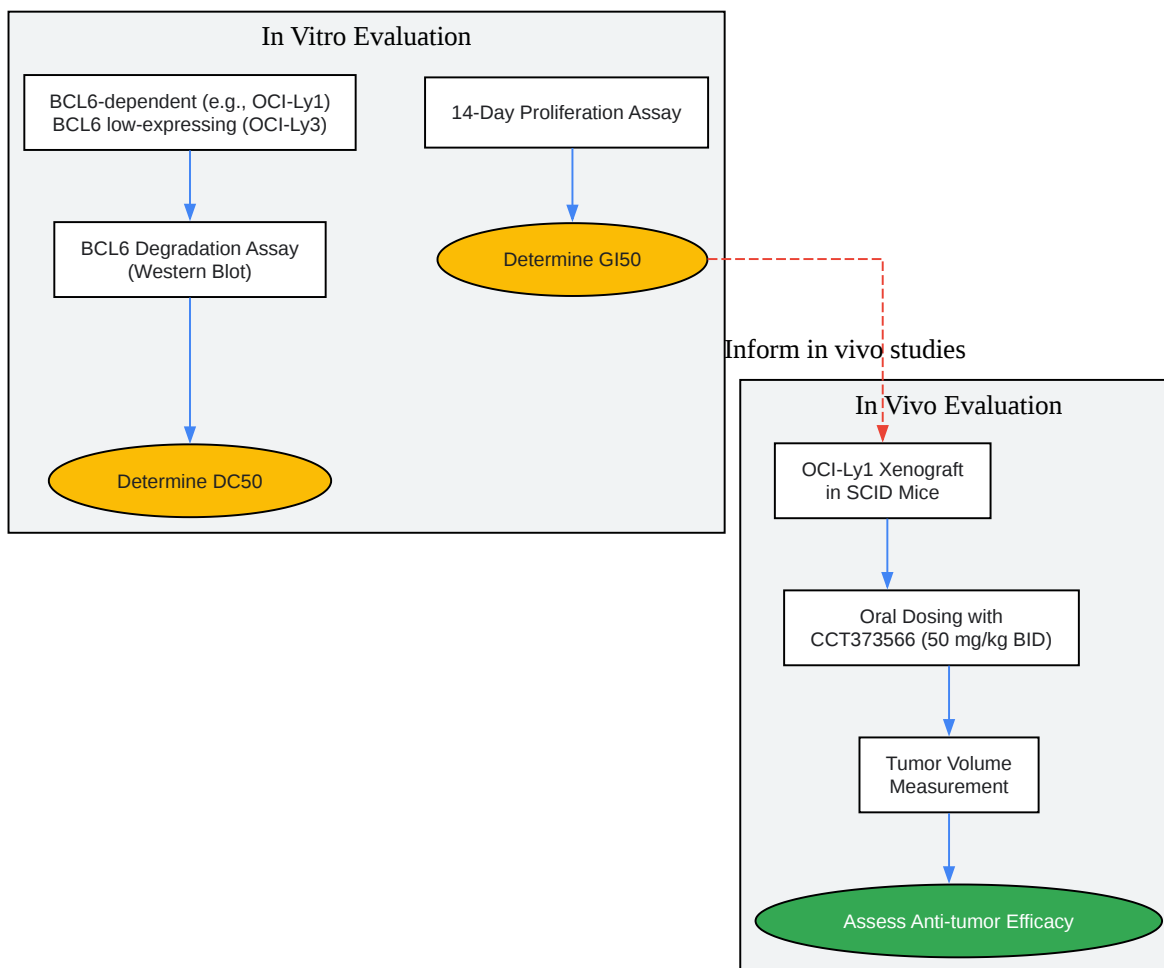 In Vitro Evaluation
BCL6-dependent (e.g., OCI-Ly1)
BCL6 low-expressing (OCI-Ly3)
14-Day Proliferation Assay
BCL6 Degradation Assay
(Western Blot)
Determine GI50
Determine DC50
Inform in vivo studies
In Vivo Evaluation
OCI-Ly1 Xenograft
in SCID Mice
Oral Dosing with
CCT373566 (50 mg/kg BID)
Tumor Volume
Measurement
Assess Anti-tumor Efficacy